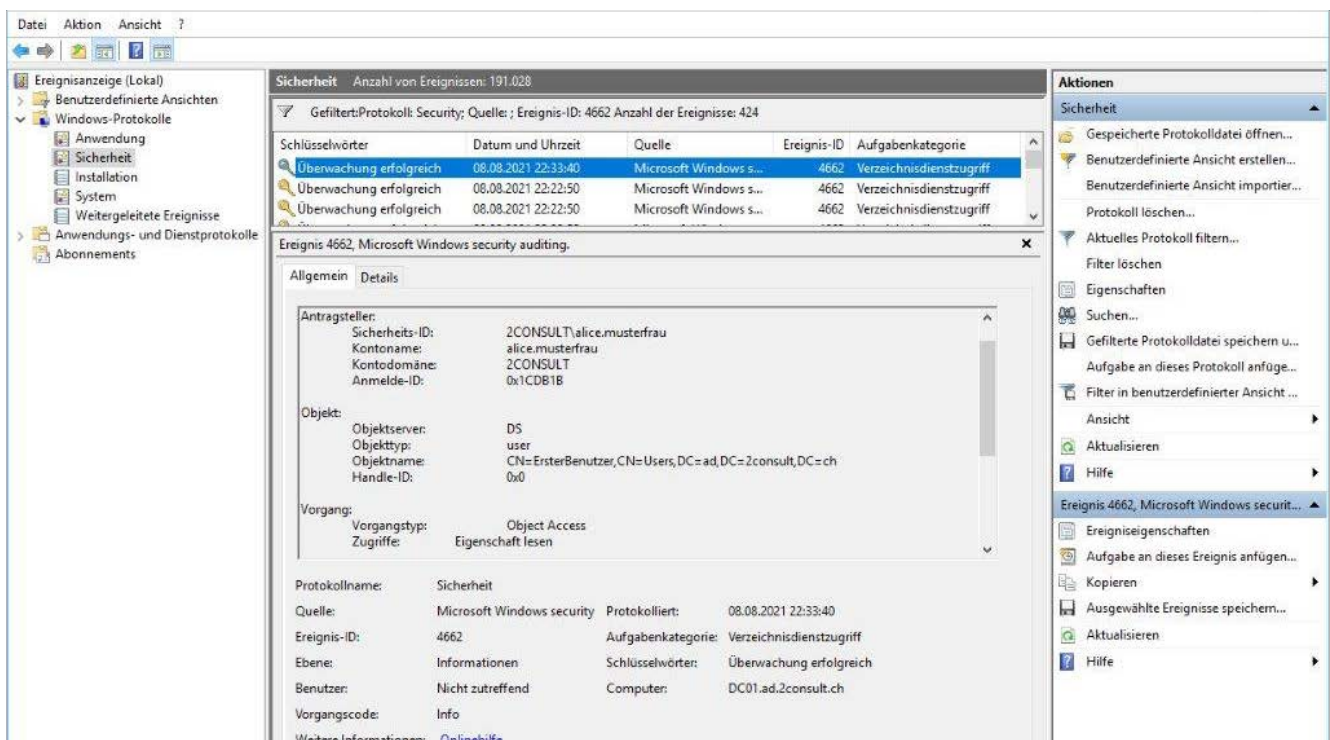 Datei Aktion Ansicht ?
Ereignisanzeige (Lokal)
Benutzerdefinierte Ansichten
Windows-Protokolle
Anwendung
Sicherheit
Installation
System
Weitergeleitete Ereignisse
Anwendungs- und Dienstprotokolle
Abonnements
Sicherheit Anzahl von Ereignissen: 191.028
Gefiltert:Protokoll: Security; Quelle: ; Ereignis-ID: 4662 Anzahl der Ereignisse: 424
Schlüsselwörter Datum und Uhrzeit Quelle Ereignis-ID Aufgabenkategorie
Überwachung erfolgreich 08.08.2021 22:33:40 Microsoft Windows s... 4662 Verzeichnisdienstzugriff
Überwachung erfolgreich 08.08.2021 22:22:50 Microsoft Windows s... 4662 Verzeichnisdienstzugriff
Überwachung erfolgreich 08.08.2021 22:22:50 Microsoft Windows s... 4662 Verzeichnisdienstzugriff
Ereignis 4662, Microsoft Windows security auditing.
Allgemein Details
Antragsteller:
Sicherheits-ID: 2CONSULT\alice.musterfrau
Kontoname: alice.musterfrau
Kontodomäne: 2CONSULT
Anmelde-ID: 0x1CDB1B
Objekt:
Objektserver: DS
Objekttyp: user
Objektname: CN=ErsterBenutzer,CN=Users,DC=ad,DC=2consult,DC=ch
Handle-ID: 0x0
Vorgang:
Vorgangstyp: Object Access
Zugriffe: Eigenschaft lesen
Protokollname: Sicherheit
Quelle: Microsoft Windows security Protokolliert: 08.08.2021 22:33:40
Ereignis-ID: 4662 Aufgabenkategorie: Verzeichnisdienstzugriff
Ebene: Informationen Schlüsselwörter: Überwachung erfolgreich
Benutzer: Nicht zutreffend Computer: DC01.ad.2consult.ch
Vorgangscode: Info
Weitere Informationen: Onlinehilfe
Aktionen
Sicherheit
Gespeicherte Protokolldatei öffnen...
Benutzerdefinierte Ansicht erstellen...
Benutzerdefinierte Ansicht importier...
Protokoll löschen...
Aktuelles Protokoll filtern...
Filter löschen
Eigenschaften
Suchen...
Gefilterte Protokolldatei speichern u...
Aufgabe an dieses Protokoll anfüge...
Filter in benutzerdefinierter Ansicht ...
Ansicht
Aktualisieren
Hilfe
Ereignis 4662, Microsoft Windows securit...
Ereigniseigenschaften
Aufgabe an dieses Ereignis anfügen...
Kopieren
Ausgewählte Ereignisse speichern...
Aktualisieren
Hilfe